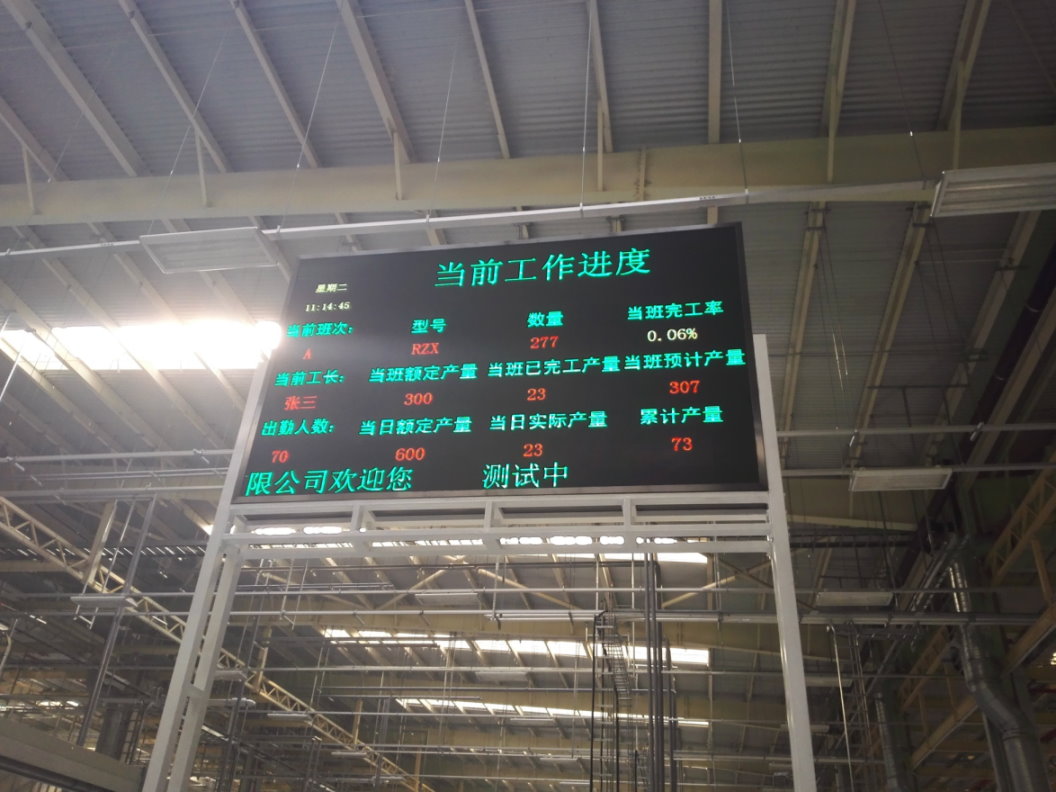 当前工作进度
星期二
11:14:45
当前班次: 型号 数量 当班完工率
A RZX 277 0.06%
当前工长: 当班额定产量 当班已完工产量 当班预计产量
张三 300 23 307
出勤人数: 当日额定产量 当日实际产量 累计产量
70 600 23 73
限公司欢迎您 测试中